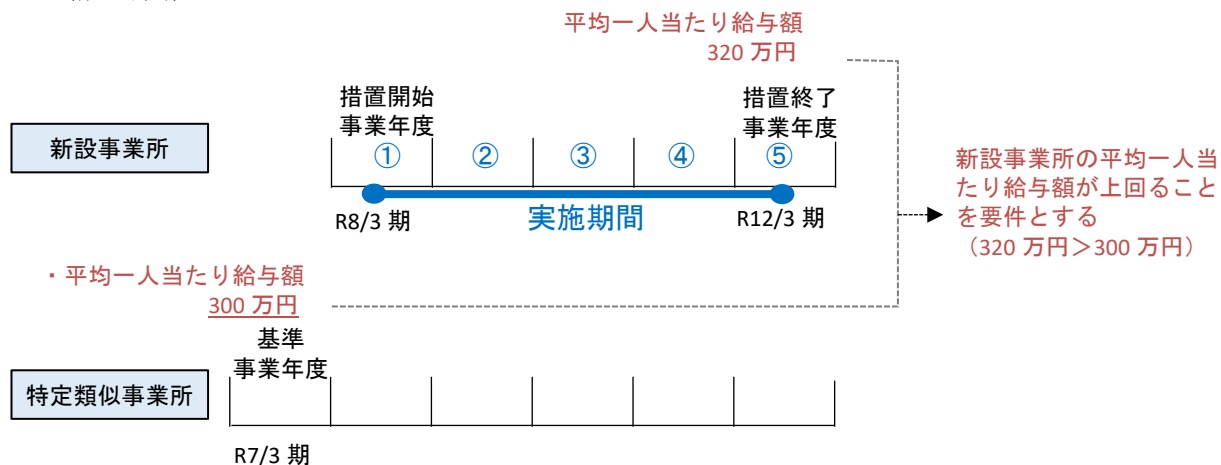 平均一人当たり給与額
320 万円
措置開始
事業年度
措置終了
事業年度
新設事業所
①
②
③
④
⑤
R8/3 期
実施期間
R12/3 期
新設事業所の平均一人当
たり給与額が上回ること
を要件とする
（320 万円＞300 万円）
・平均一人当たり給与額
300 万円
基準
事業年度
特定類似事業所
R7/3 期